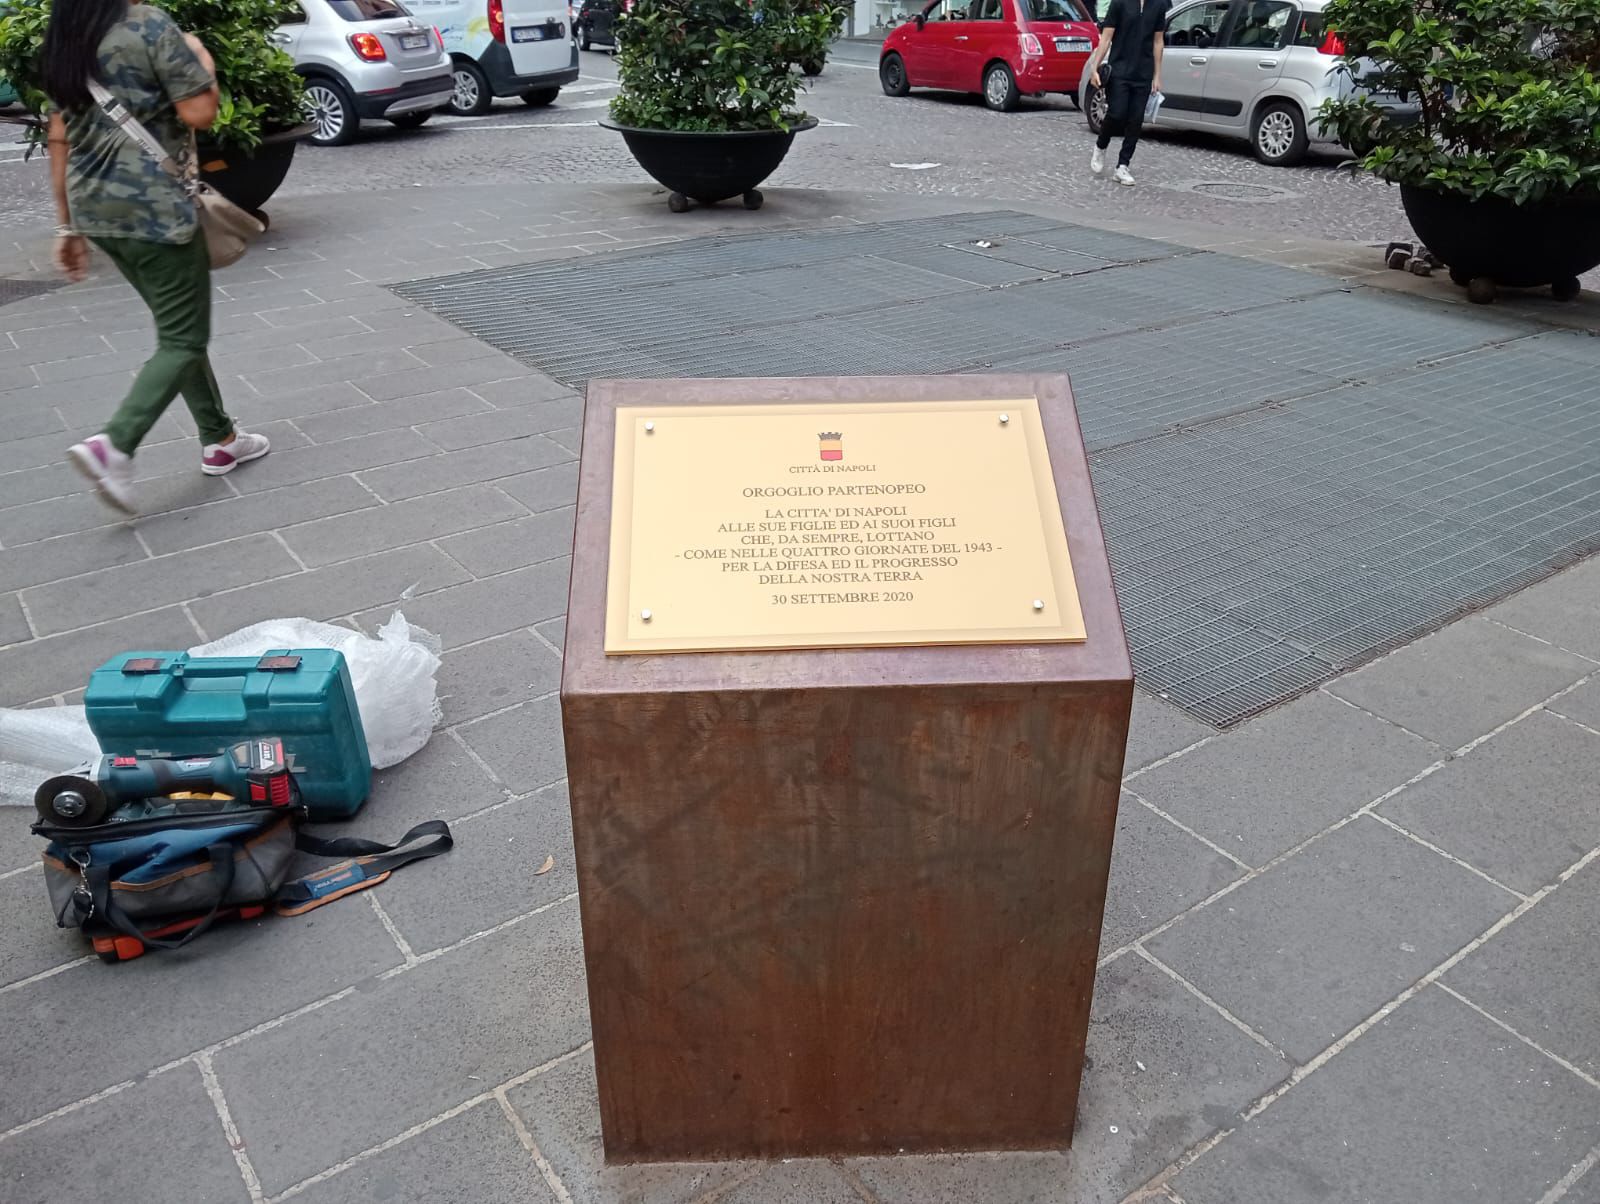 CITTÀ DI NAPOLI
ORGOGLIO PARTENOPEO
LA CITTA' DI NAPOLI
ALLE SUE FIGLIE ED AI SUOI FIGLI
CHE, DA SEMPRE, LOTTANO
- COME NELLE QUATTRO GIORNATE DEL 1943 -
PER LA DIFESA ED IL PROGRESSO
DELLA NOSTRA TERRA
30 SETTEMBRE 2020